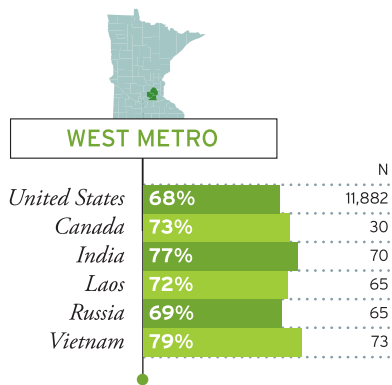 WEST METRO
N
United States 68% 11,882
Canada 73% 30
India 77% 70
Laos 72% 65
Russia 69% 65
Vietnam 79% 73